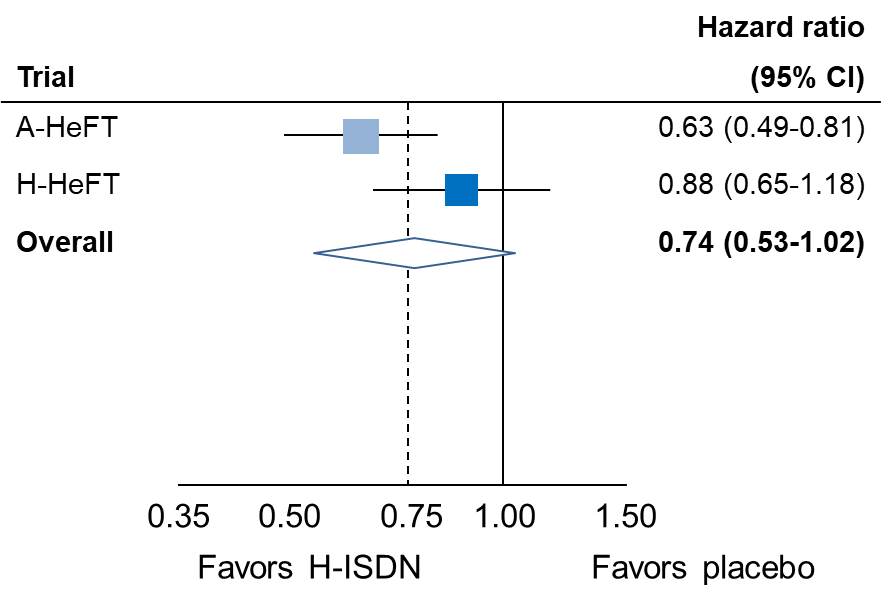 Hazard ratio
Trial (95% CI)
A-HeFT 0.63 (0.49-0.81)
H-HeFT 0.88 (0.65-1.18)
Overall 0.74 (0.53-1.02)
0.35 0.50 0.75 1.00 1.50
Favors H-ISDN Favors placebo